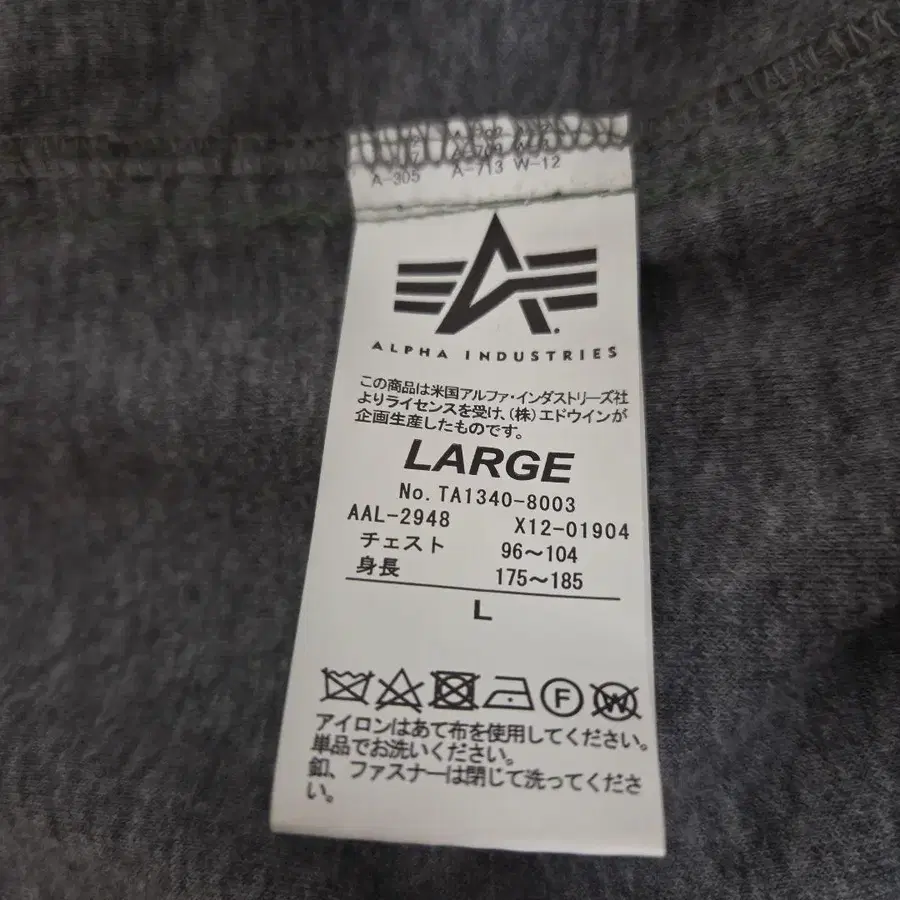 A-305 A-713 W-12
ALPHA INDUSTRIES
この商品は米国アルファ・インダストリーズ社
よりライセンスを受け、(株)エドウインが
企画生産したものです。
LARGE
No. TA1340-8003
AAL-2948 X12-01904
チェスト 96〜104
身長 175〜185
L
F
W
アイロンはあて布を使用してください。
単品でお洗いください。
釦、ファスナーは閉じて洗ってくださ
い。